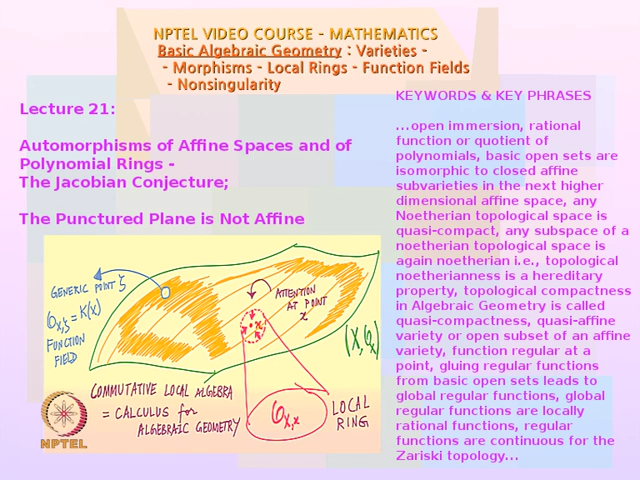 NPTEL VIDEO COURSE - MATHEMATICS
Basic Algebraic Geometry : Varieties -
- Morphisms - Local Rings - Function Fields
- Nonsingularity
Lecture 21:
Automorphisms of Affine Spaces and of
Polynomial Rings -
The Jacobian Conjecture;
The Punctured Plane is Not Affine
KEYWORDS & KEY PHRASES
...open immersion, rational
function or quotient of
polynomials, basic open sets are
isomorphic to closed affine
subvarieties in the next higher
dimensional affine space, any
Noetherian topological space is
quasi-compact, any subspace of a
noetherian topological space is
again noetherian i.e., topological
noetherianness is a hereditary
property, topological compactness
in Algebraic Geometry is called
quasi-compactness, quasi-affine
variety or open subset of an affine
variety, function regular at a
point, gluing regular functions
from basic open sets leads to
global regular functions, global
regular functions are locally
rational functions, regular
functions are continuous for the
Zariski topology...
GENERIC POINT ζ
O_X,ζ = K(X)
FUNCTION
FIELD
ATTENTION
AT POINT
x
(X, O_X)
COMMUTATIVE LOCAL ALGEBRA
= CALCULUS for
ALGEBRAIC GEOMETRY
O_X,x
LOCAL
RING
NPTEL